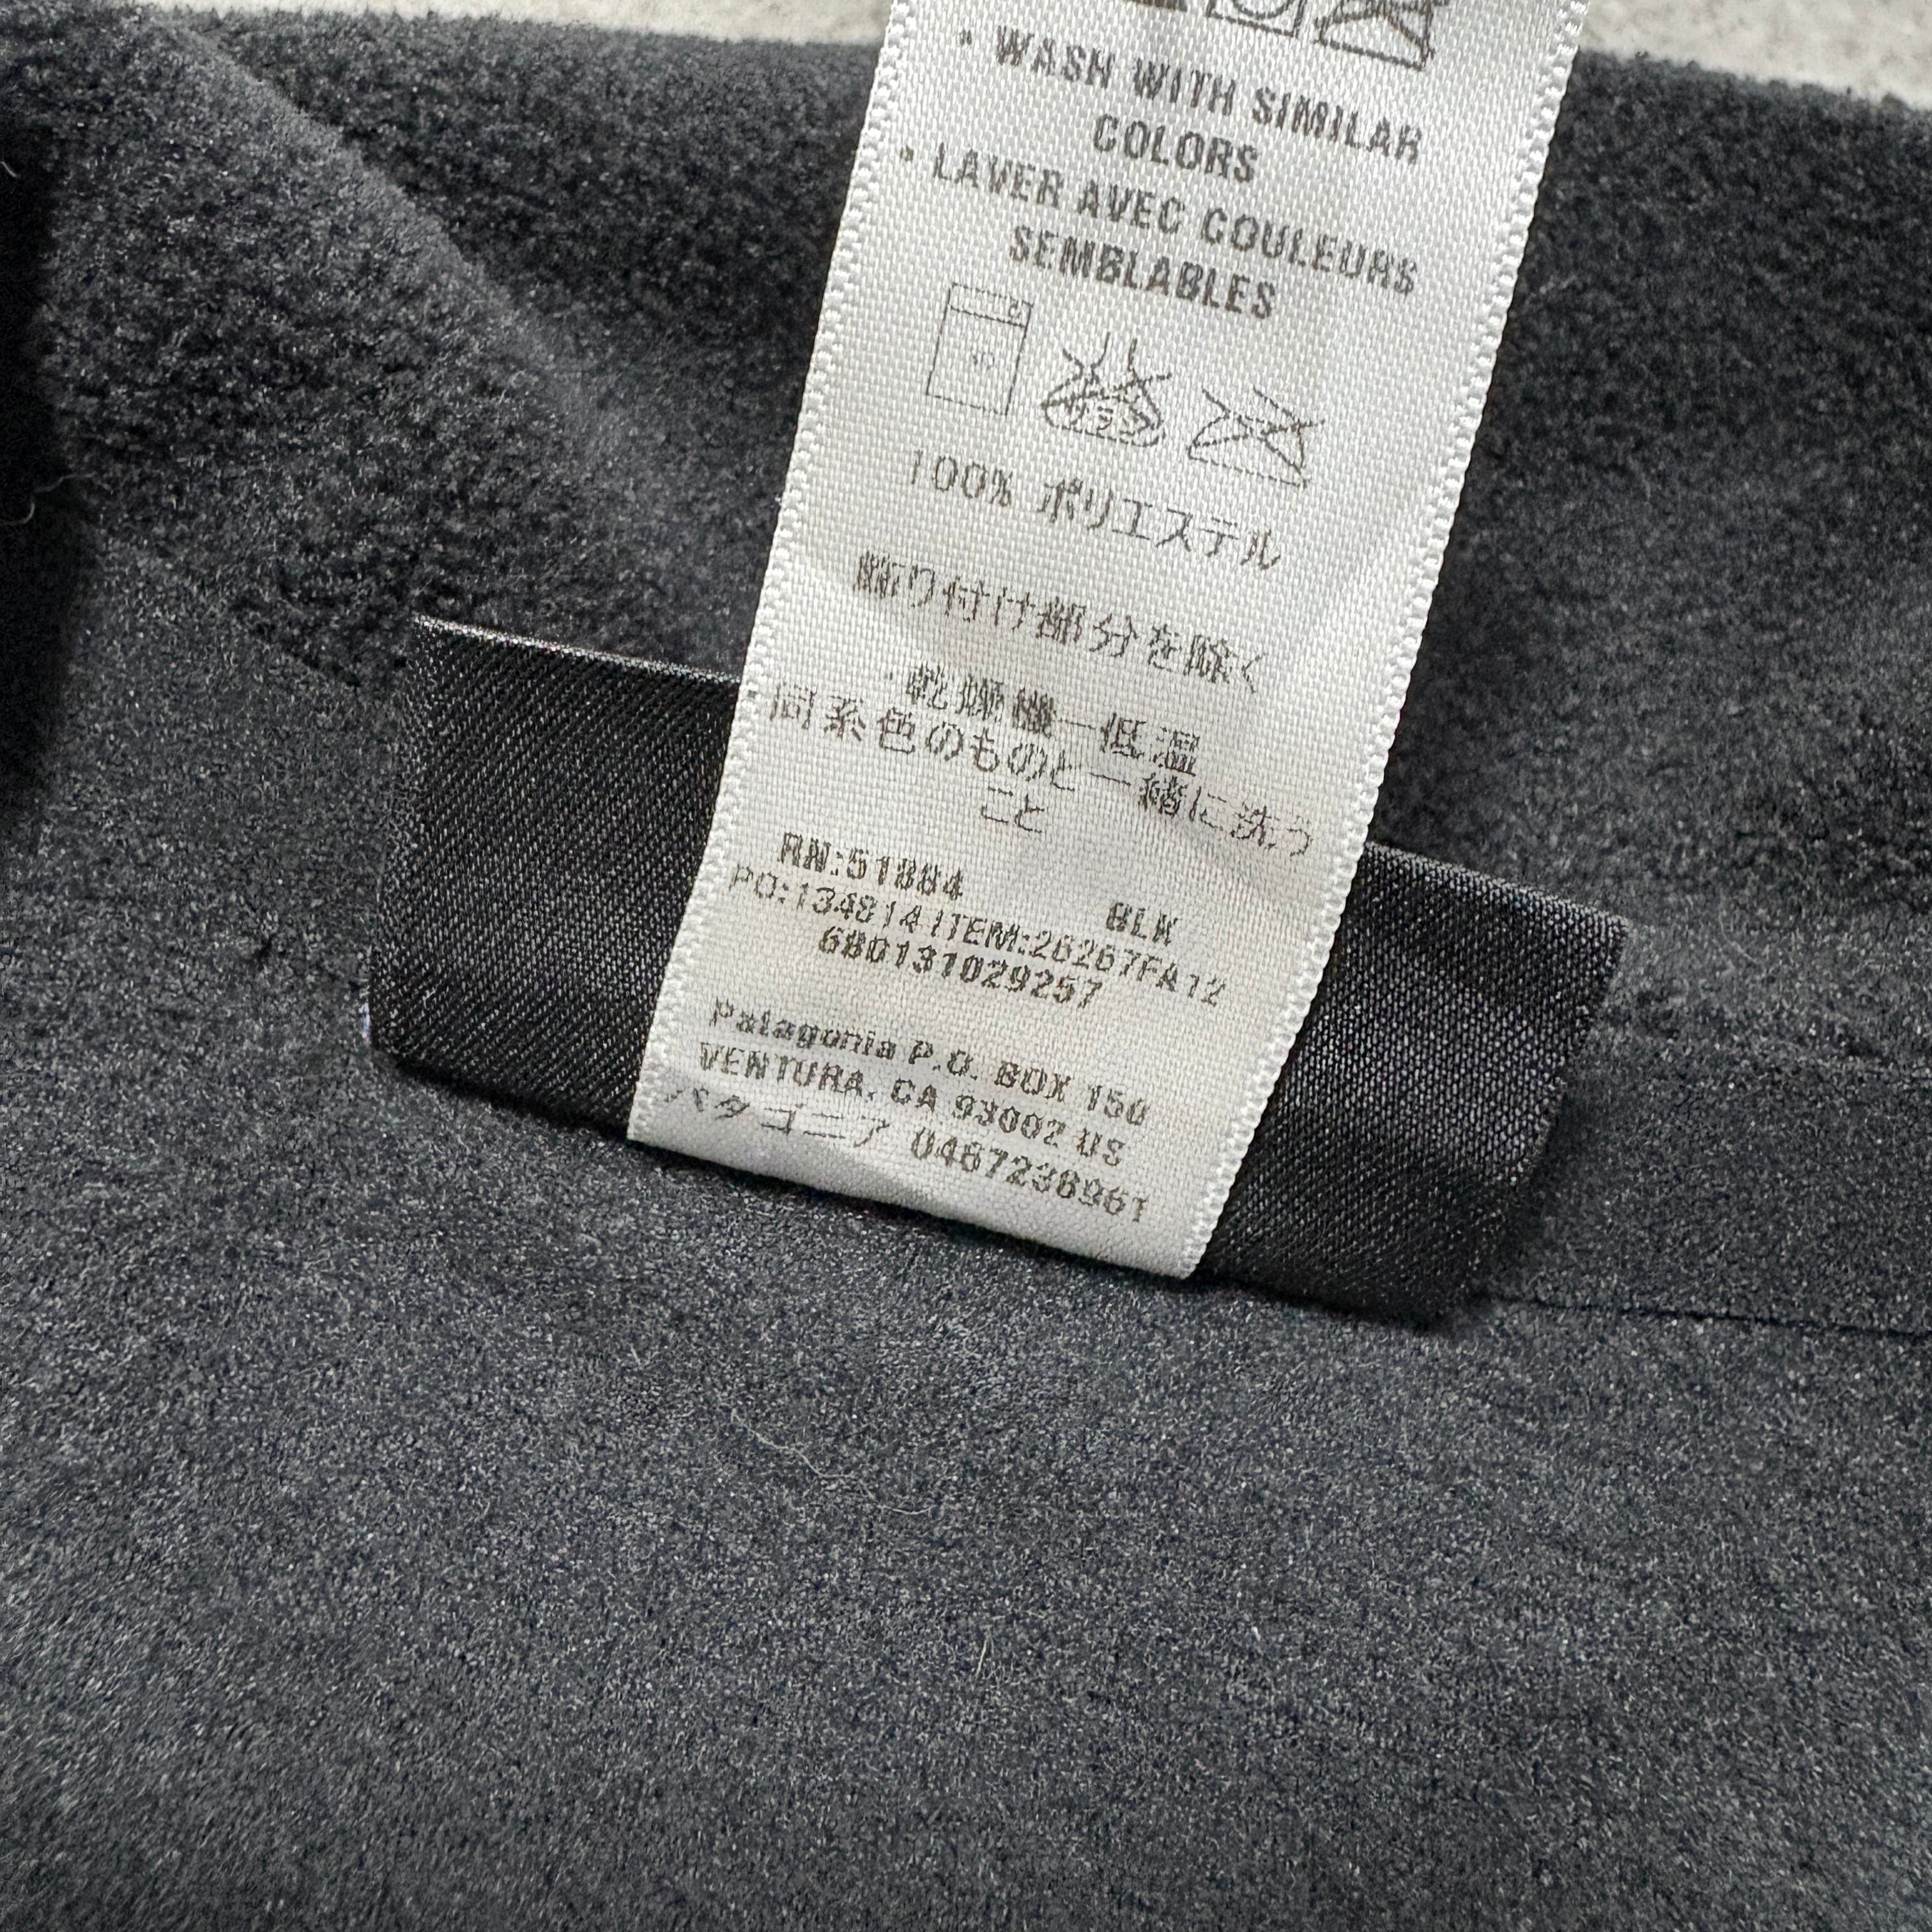 • WASH WITH SIMILAR
COLORS
• LAVER AVEC COULEURS
SEMBLABLES
100% ポリエステル
飾り付け部分を除く
・乾燥機―低温
・同系色のものと一緒に洗う
こと
RN:51884 BLK
PO:134814 ITEM:26267FA12
680131029257
Patagonia P.O. BOX 150
VENTURA, CA 93002 US
パタゴニア 0467236961